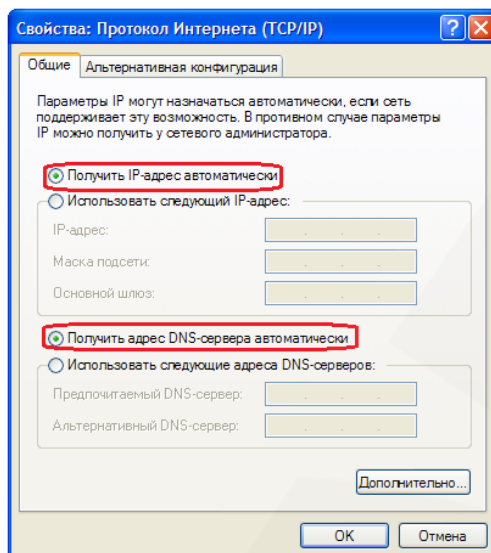 Свойства: Протокол Интернета (TCP/IP)
Общие
Альтернативная конфигурация
Параметры IP могут назначаться автоматически, если сеть
поддерживает эту возможность. В противном случае параметры
IP можно получить у сетевого администратора.
Получить IP-адрес автоматически
Использовать следующий IP-адрес:
IP-адрес:
Маска подсети:
Основной шлюз:
Получить адрес DNS-сервера автоматически
Использовать следующие адреса DNS-серверов:
Предпочитаемый DNS-сервер:
Альтернативный DNS-сервер:
Дополнительно...
OK
Отмена